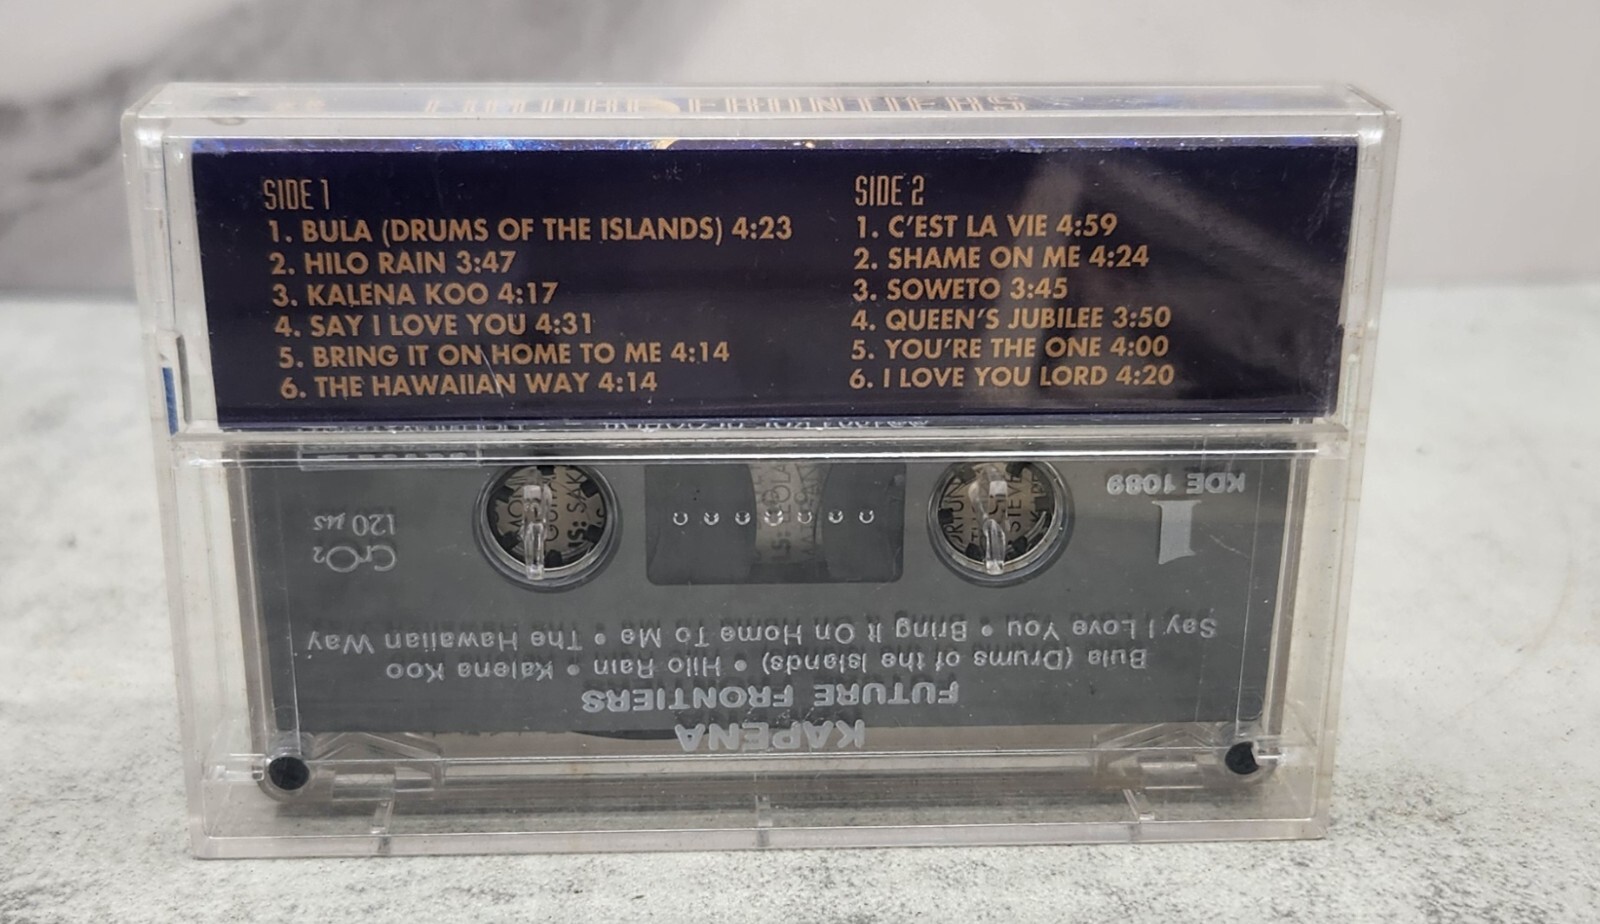 FUTURE FRONTIERS
SIDE 1
1. BULA (DRUMS OF THE ISLANDS) 4:23
2. HILO RAIN 3:47
3. KALENA KOO 4:17
4. SAY I LOVE YOU 4:31
5. BRING IT ON HOME TO ME 4:14
6. THE HAWAIIAN WAY 4:14
SIDE 2
1. C'EST LA VIE 4:59
2. SHAME ON ME 4:24
3. SOWETO 3:45
4. QUEEN'S JUBILEE 3:50
5. YOU'RE THE ONE 4:00
6. I LOVE YOU LORD 4:20
KAPENA
FUTURE FRONTIERS
Bula (Drums of the Islands) • Hilo Rain • Kalena Koo
Say I Love You • Bring It On Home To Me • The Hawaiian Way
1
KDE 1089
CrO2
120 µs